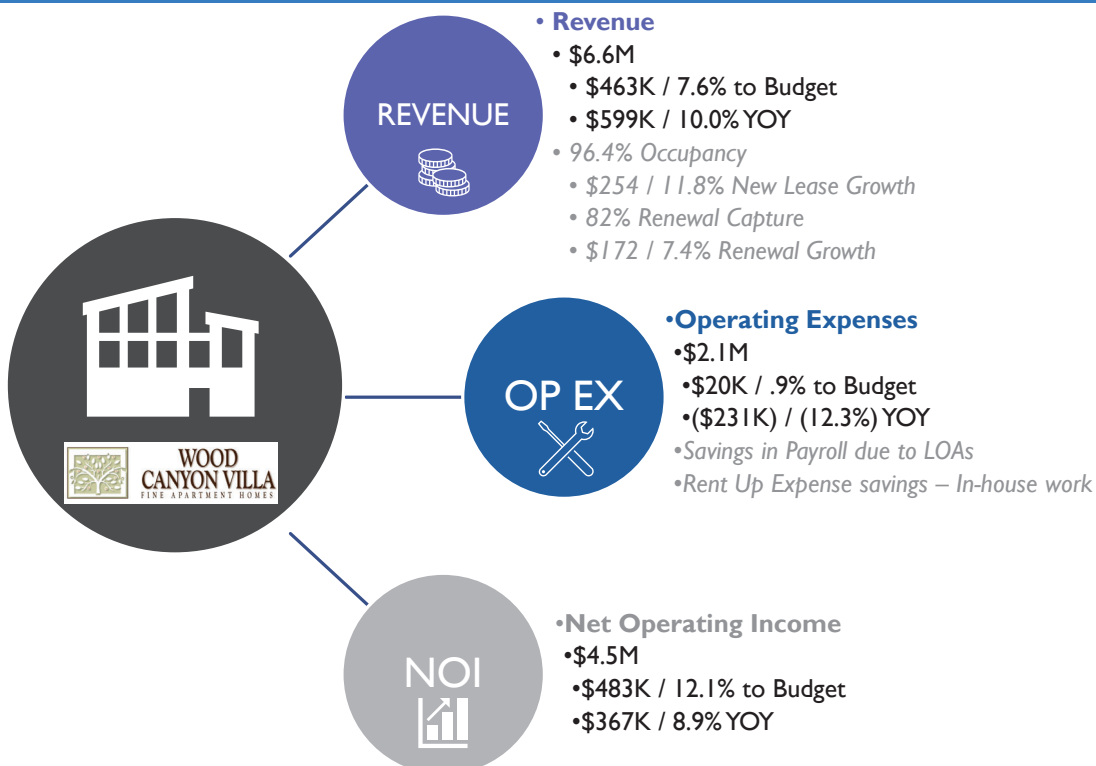 REVENUE
• Revenue
• $6.6M
• $463K / 7.6% to Budget
• $599K / 10.0% YOY
• 96.4% Occupancy
• $254 / 11.8% New Lease Growth
• 82% Renewal Capture
• $172 / 7.4% Renewal Growth
WOOD
CANYON VILLA
FINE APARTMENT HOMES
OP EX
•Operating Expenses
•$2.1M
•$20K / .9% to Budget
•($231K) / (12.3%) YOY
•Savings in Payroll due to LOAs
•Rent Up Expense savings – In-house work
NOI
•Net Operating Income
•$4.5M
•$483K / 12.1% to Budget
•$367K / 8.9% YOY